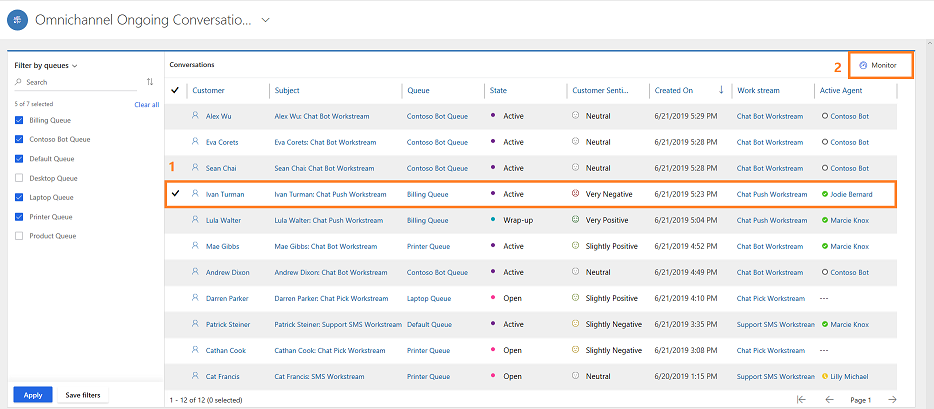 Omnichannel Ongoing Conversatio...
Filter by queues
Search
5 of 7 selected
Clear all
Billing Queue
Contoso Bot Queue
Default Queue
Desktop Queue
Laptop Queue
Printer Queue
Product Queue
Apply
Save filters
Conversations
2
Monitor
Customer Subject Queue State Customer Senti... Created On ↓ Work stream Active Agent
Alex Wu Alex Wu: Chat Bot Workstream Contoso Bot Queue Active Neutral 6/21/2019 5:29 PM Chat Bot Workstream Contoso Bot
Eva Corets Eva Corets: Chat Bot Workstream Contoso Bot Queue Active Neutral 6/21/2019 5:28 PM Chat Bot Workstream Contoso Bot
1
Sean Chai Sean Chai: Chat Bot Workstream Contoso Bot Queue Active Neutral 6/21/2019 5:28 PM Chat Bot Workstream Contoso Bot
Ivan Turman Ivan Turman: Chat Push Workstream Billing Queue Active Very Negative 6/21/2019 5:23 PM Chat Push Workstream Jodie Bernard
Lula Walter Lula Walter: Chat Push Workstream Billing Queue Wrap-up Very Positive 6/21/2019 5:04 PM Chat Push Workstream Marcie Knox
Mae Gibbs Mae Gibbs: Chat Bot Workstream Printer Queue Active Slightly Positive 6/21/2019 4:52 PM Chat Bot Workstream Marcie Knox
Andrew Dixon Andrew Dixon: Chat Bot Workstream Contoso Bot Queue Active Neutral 6/21/2019 4:49 PM Chat Bot Workstream Contoso Bot
Darren Parker Darren Parker: Chat Pick Workstream Laptop Queue Open Slightly Positive 6/21/2019 4:10 PM Chat Pick Workstream ---
Patrick Steiner Patrick Steiner: Support SMS Workstream Default Queue Active Slightly Negative 6/21/2019 3:35 PM Support SMS Workstream Marcie Knox
Cathan Cook Cathan Cook: Chat Pick Workstream Printer Queue Open Slightly Negative 6/21/2019 3:08 PM Chat Pick Workstream ---
Cat Francis Cat Francis: SMS Workstream Printer Queue Open Neutral 6/20/2019 1:15 PM Support SMS Workstream Lilly Michael
1 - 12 of 12 (0 selected)
Page 1